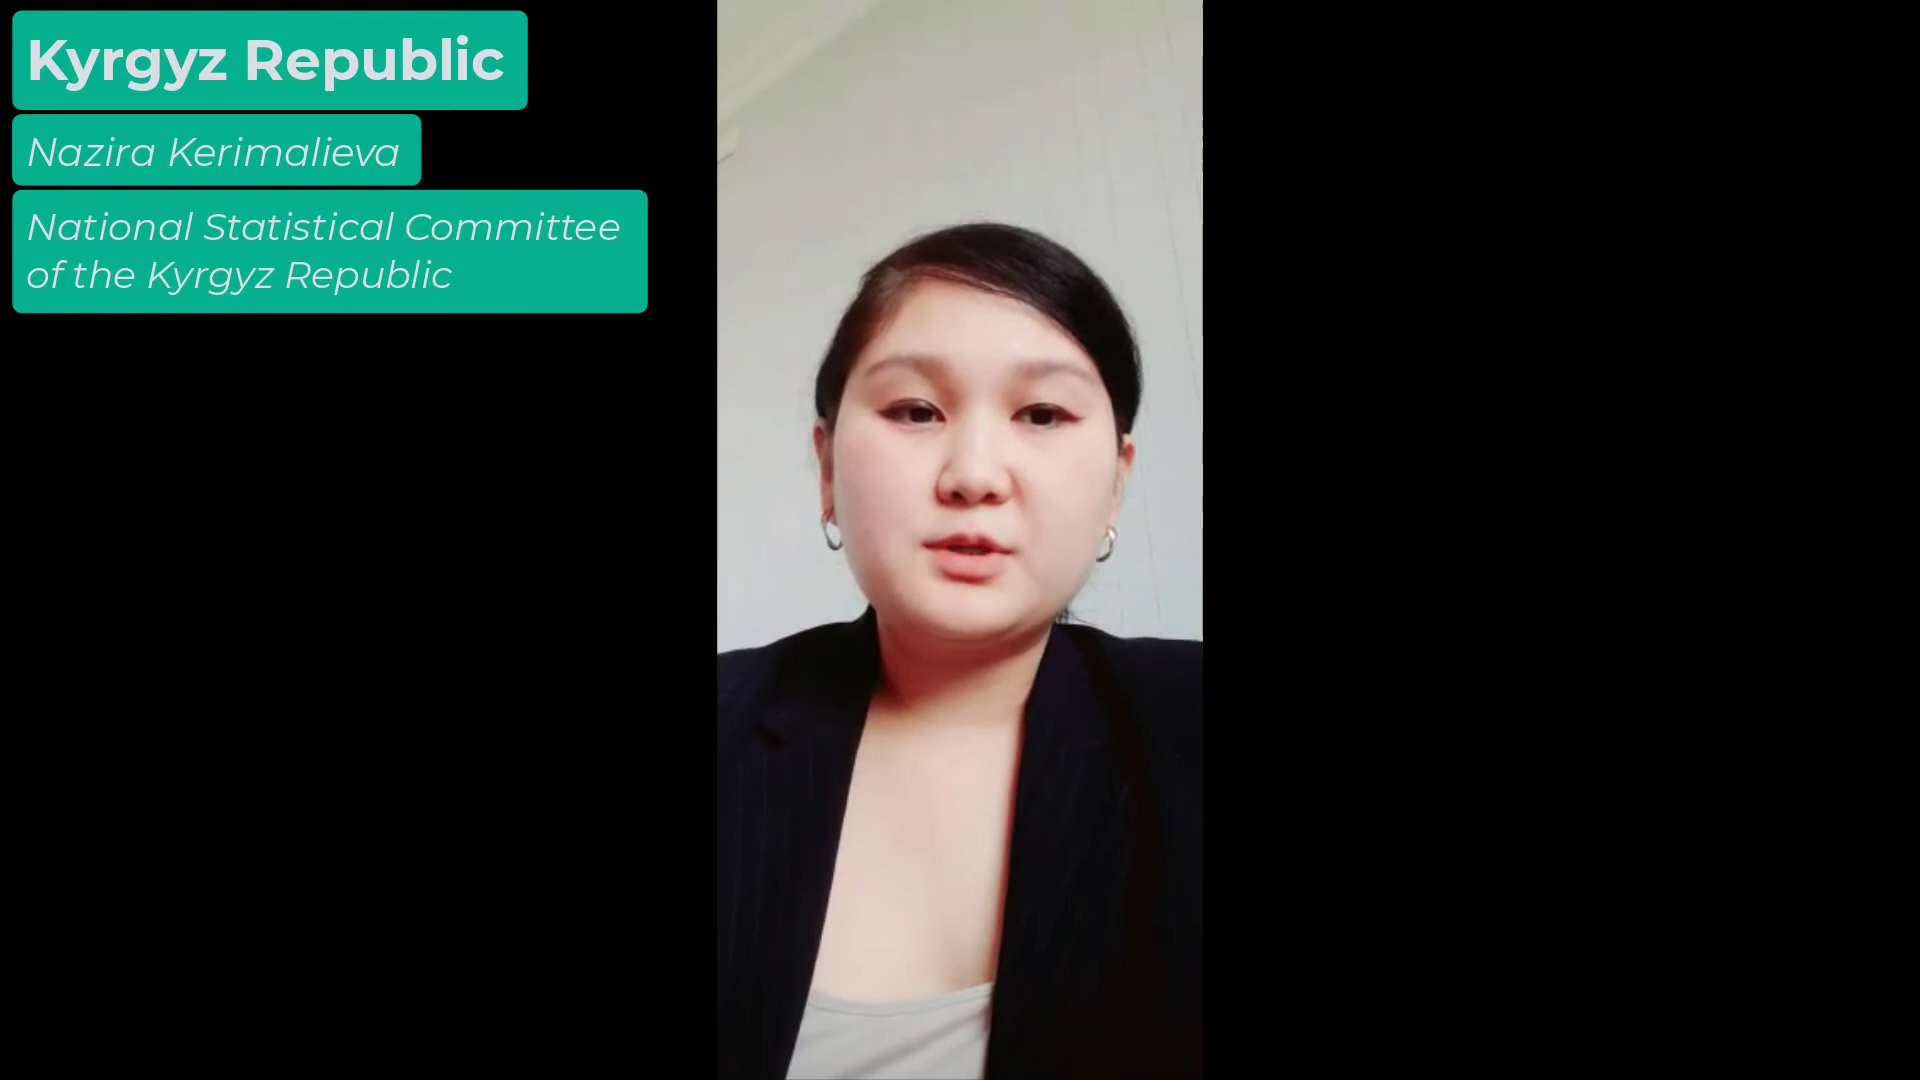 Kyrgyz Republic
Nazira Kerimalieva
National Statistical Committee
of the Kyrgyz Republic